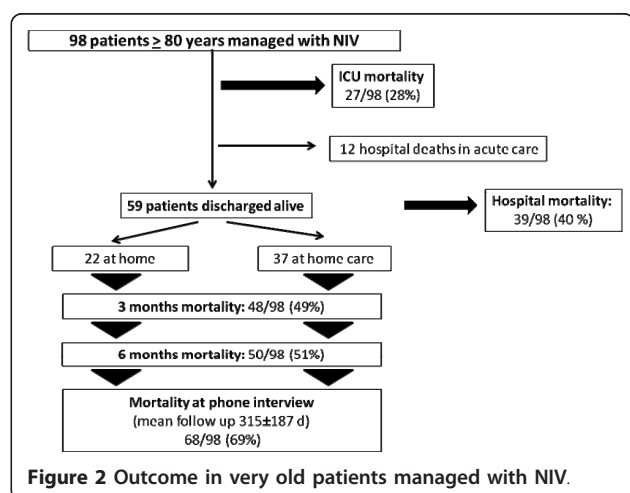 98 patients ≥ 80 years managed with NIV
ICU mortality
27/98 (28%)
12 hospital deaths in acute care
59 patients discharged alive
Hospital mortality:
39/98 (40 %)
22 at home
37 at home care
3 months mortality: 48/98 (49%)
6 months mortality: 50/98 (51%)
Mortality at phone interview
(mean follow up 315±187 d)
68/98 (69%)
Figure 2 Outcome in very old patients managed with NIV.